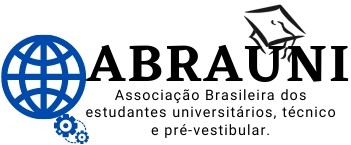 ABRAUNI
Associação Brasileira dos
estudantes universitários, técnico
e pré-vestibular.